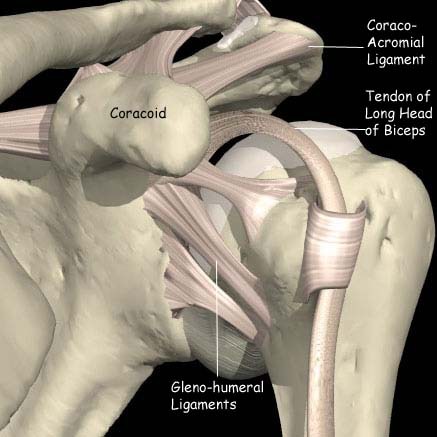 Coraco-
Acromial
Ligament
Tendon of
Long Head
of Biceps
Coracoid
Gleno-humeral
Ligaments